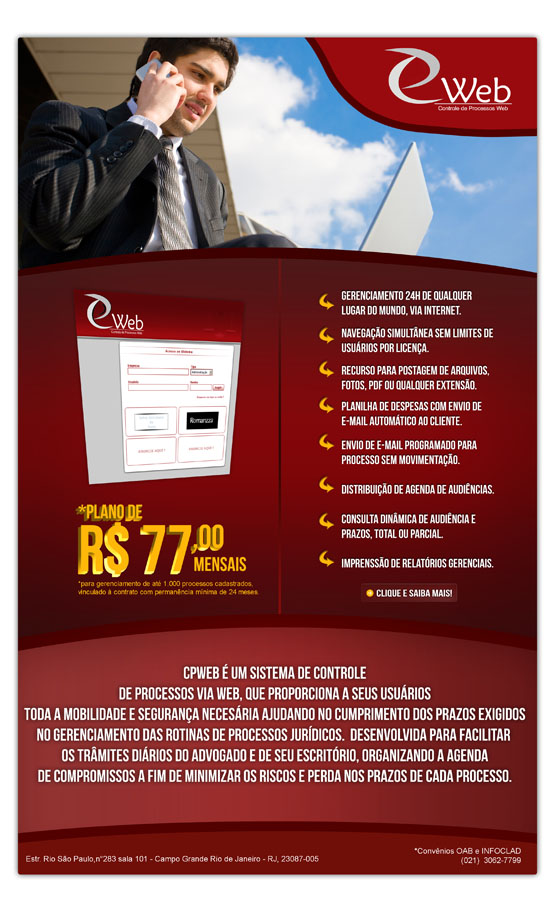 Web
Controle de Processos Web
Web
Controle de Processos Web
Romanzza
GERENCIAMENTO 24H DE QUALQUER
LUGAR DO MUNDO, VIA INTERNET.
NAVEGAÇÃO SIMULTÂNEA SEM LIMITES DE
USUÁRIOS POR LICENÇA.
RECURSO PARA POSTAGEM DE ARQUIVOS,
FOTOS, PDF OU QUALQUER EXTENSÃO.
PLANILHA DE DESPESAS COM ENVIO DE
E-MAIL AUTOMÁTICO AO CLIENTE.
ENVIO DE E-MAIL PROGRAMADO PARA
PROCESSO SEM MOVIMENTAÇÃO.
DISTRIBUIÇÃO DE AGENDA DE AUDIÊNCIAS.
CONSULTA DINÂMICA DE AUDIÊNCIA E
PRAZOS, TOTAL OU PARCIAL.
IMPRENSSÃO DE RELATÓRIOS GERENCIAIS.
CLIQUE E SAIBA MAIS!
*PLANO DE
R$ 77,00
MENSAIS
*para gerenciamento de até 1.000 processos cadastrados,
vinculado à contrato com permanência mínima de 24 meses.
CPWEB É UM SISTEMA DE CONTROLE
DE PROCESSOS VIA WEB, QUE PROPORCIONA A SEUS USUÁRIOS
TODA A MOBILIDADE E SEGURANÇA NECESÁRIA AJUDANDO NO CUMPRIMENTO DOS PRAZOS EXIGIDOS
NO GERENCIAMENTO DAS ROTINAS DE PROCESSOS JURÍDICOS. DESENVOLVIDA PARA FACILITAR
OS TRÂMITES DIÁRIOS DO ADVOGADO E DE SEU ESCRITÓRIO, ORGANIZANDO A AGENDA
DE COMPROMISSOS A FIM DE MINIMIZAR OS RISCOS E PERDA NOS PRAZOS DE CADA PROCESSO.
*Convênios OAB e INFOCLAD
(021) 3062-7799
Estr. Rio São Paulo,n°283 sala 101 - Campo Grande Rio de Janeiro - RJ, 23087-005